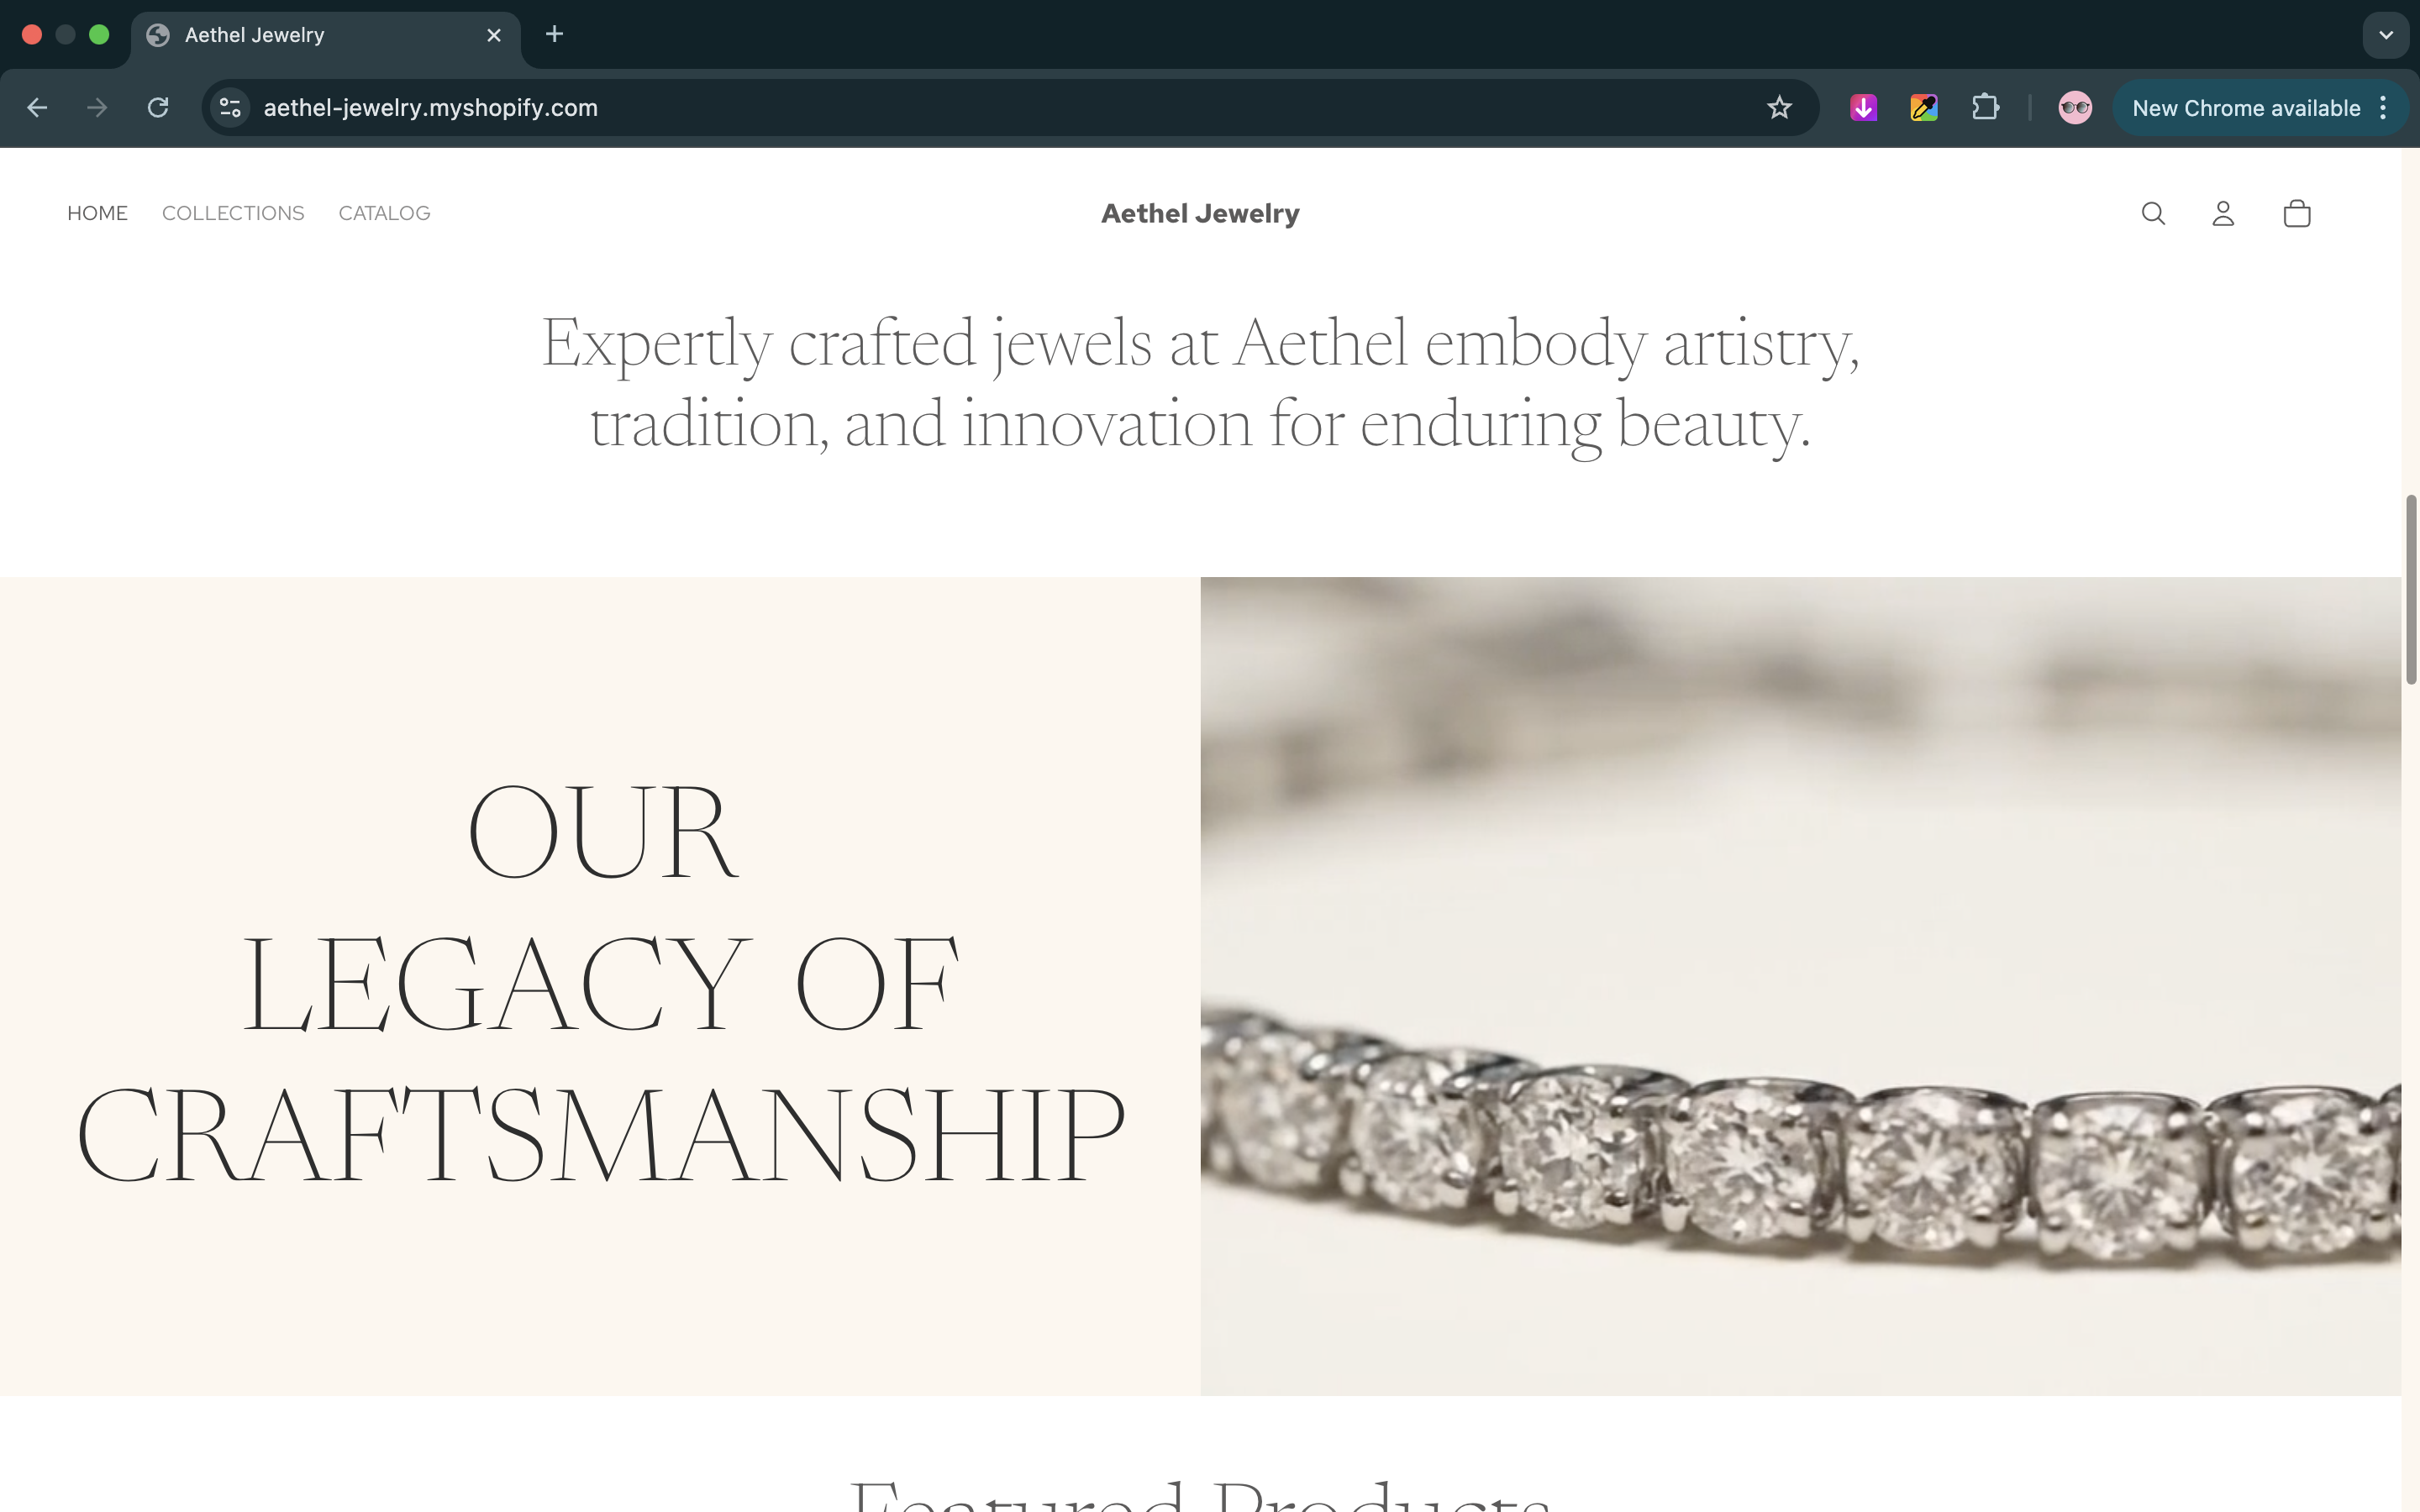 Aethel Jewelry
aethel-jewelry.myshopify.com
New Chrome available
HOME COLLECTIONS CATALOG
Aethel Jewelry
Expertly crafted jewels at Aethel embody artistry,
tradition, and innovation for enduring beauty.
OUR
LEGACY OF
CRAFTSMANSHIP
Featured Products